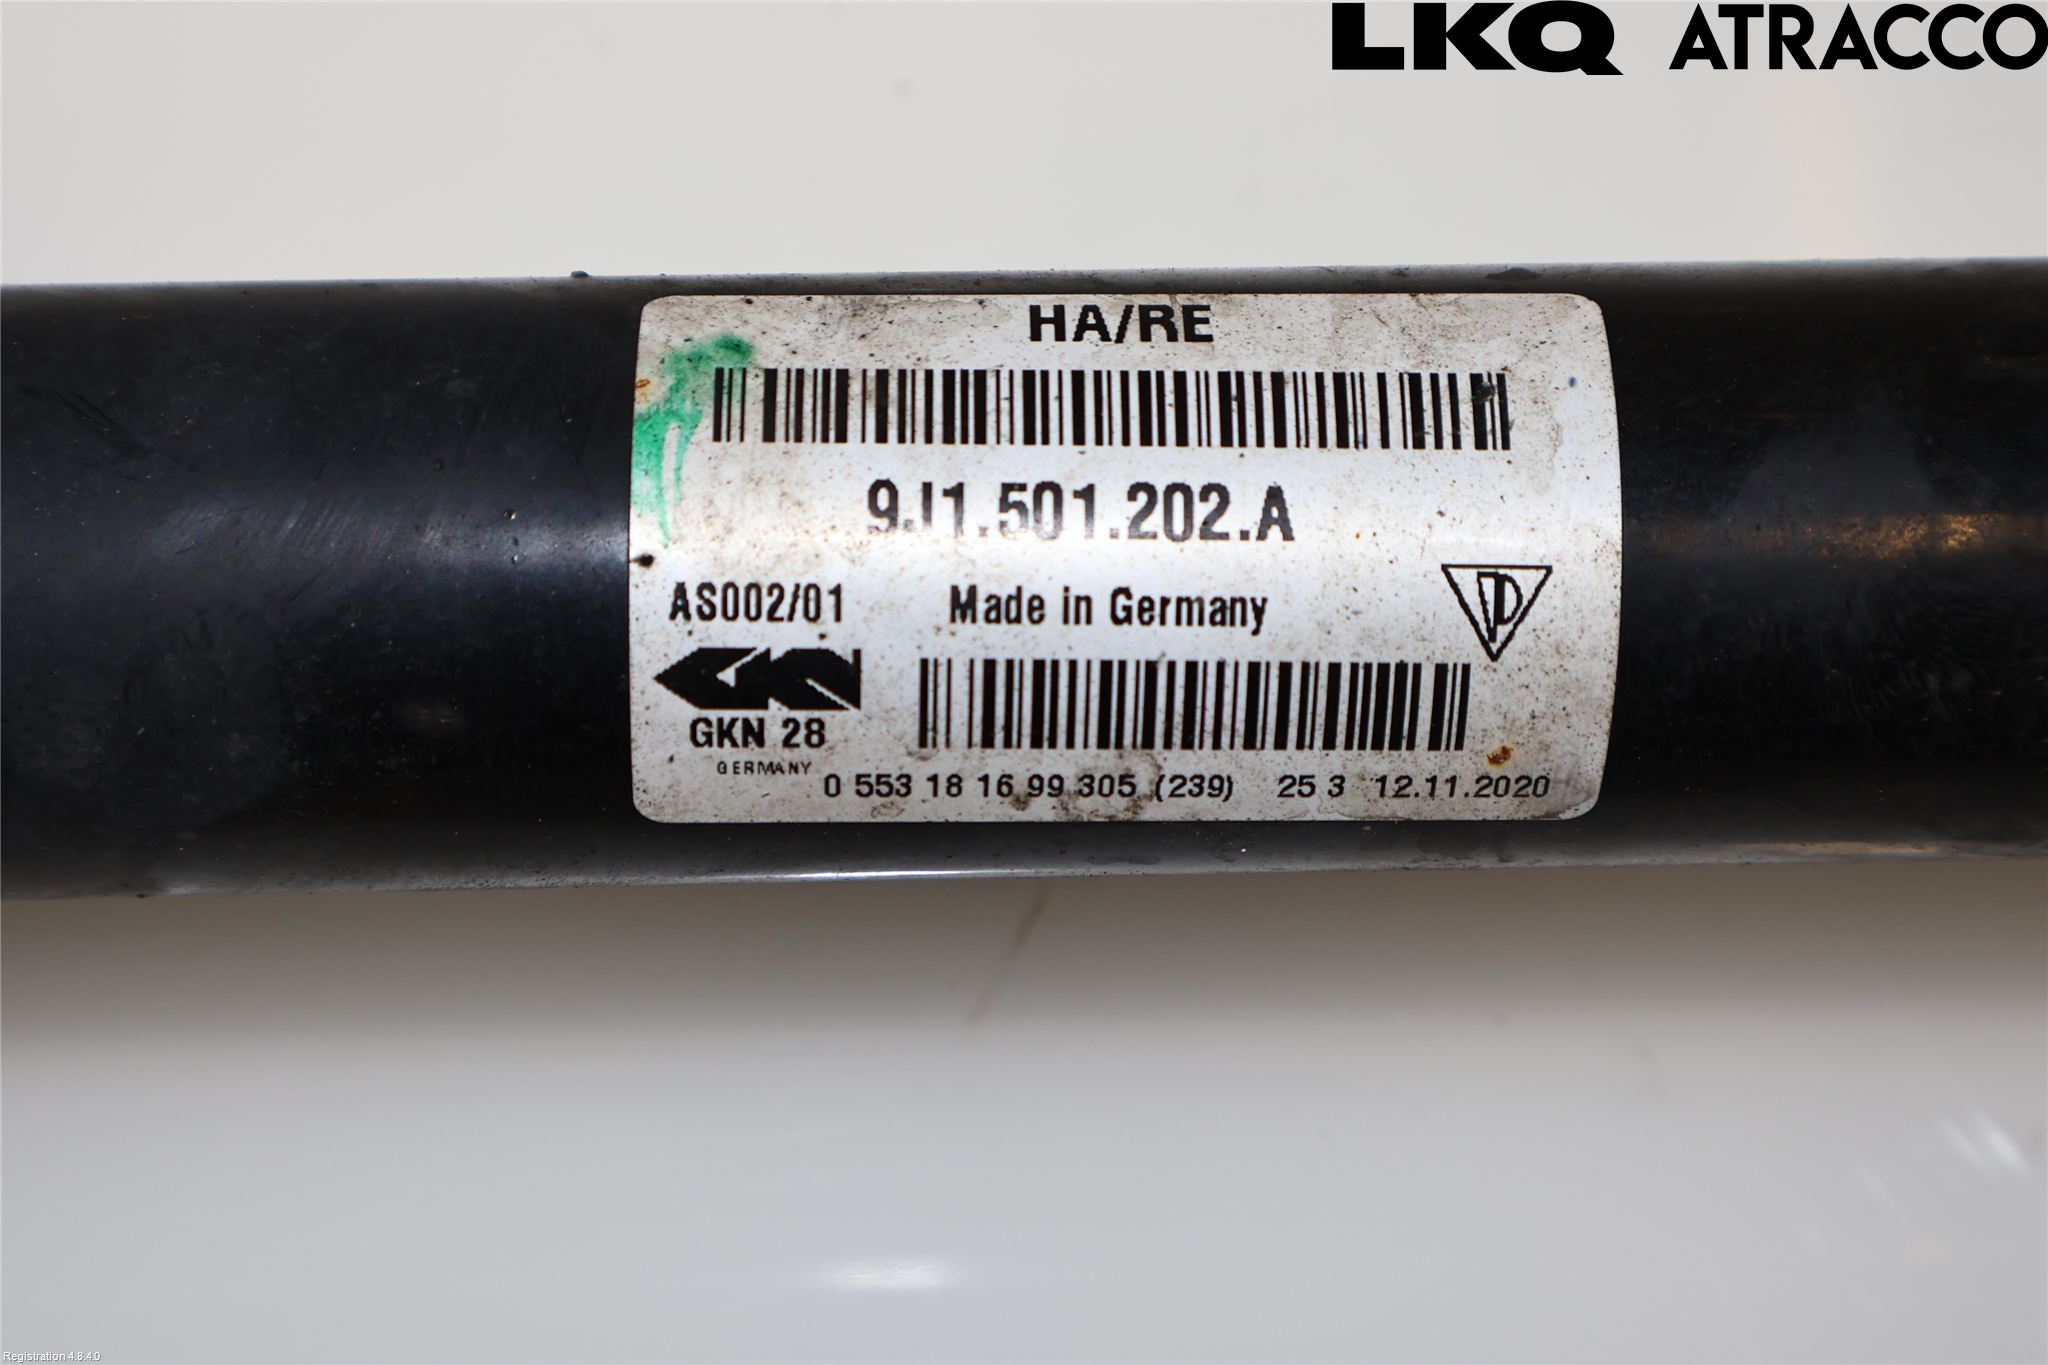 LKQ ATRACCO
HA/RE
9J1.501.202.A
AS002/01 Made in Germany
GKN 28
GERMANY
0 553 18 16 99 305 (239) 25 3 12.11.2020
Registration 4.8.4.0